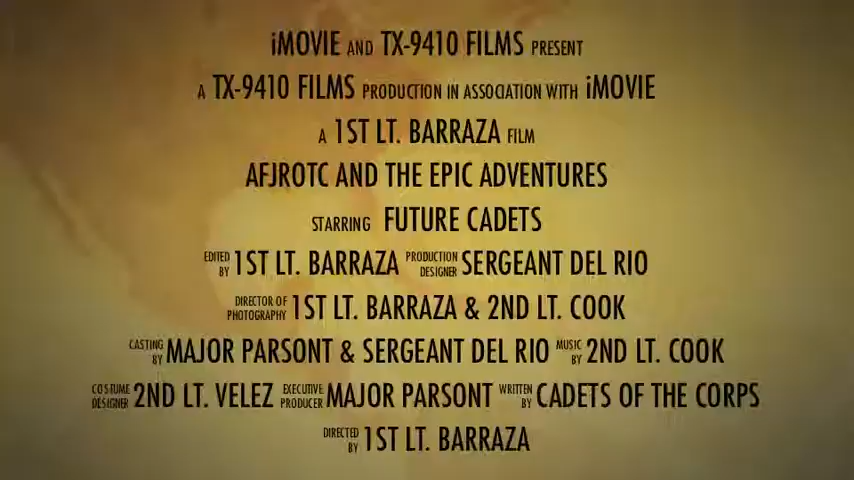 iMOVIE AND TX-9410 FILMS PRESENT
A TX-9410 FILMS PRODUCTION IN ASSOCIATION WITH iMOVIE
A 1ST LT. BARRAZA FILM
AFJROTC AND THE EPIC ADVENTURES
STARRING FUTURE CADETS
EDITED BY 1ST LT. BARRAZA PRODUCTION DESIGNER SERGEANT DEL RIO
DIRECTOR OF PHOTOGRAPHY 1ST LT. BARRAZA & 2ND LT. COOK
CASTING BY MAJOR PARSONT & SERGEANT DEL RIO MUSIC BY 2ND LT. COOK
COSTUME DESIGNER 2ND LT. VELEZ EXECUTIVE PRODUCER MAJOR PARSONT WRITTEN BY CADETS OF THE CORPS
DIRECTED BY 1ST LT. BARRAZA